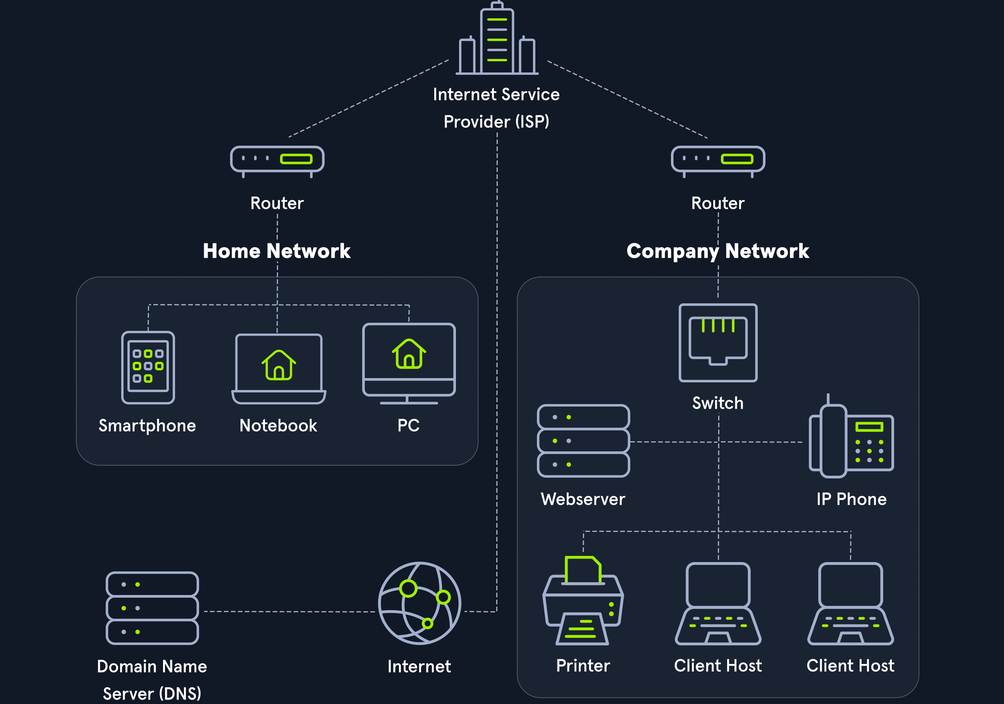 Internet Service
Provider (ISP)
Router
Router
Home Network
Company Network
Smartphone
Notebook
PC
Switch
Webserver
IP Phone
Domain Name
Server (DNS)
Internet
Printer
Client Host
Client Host